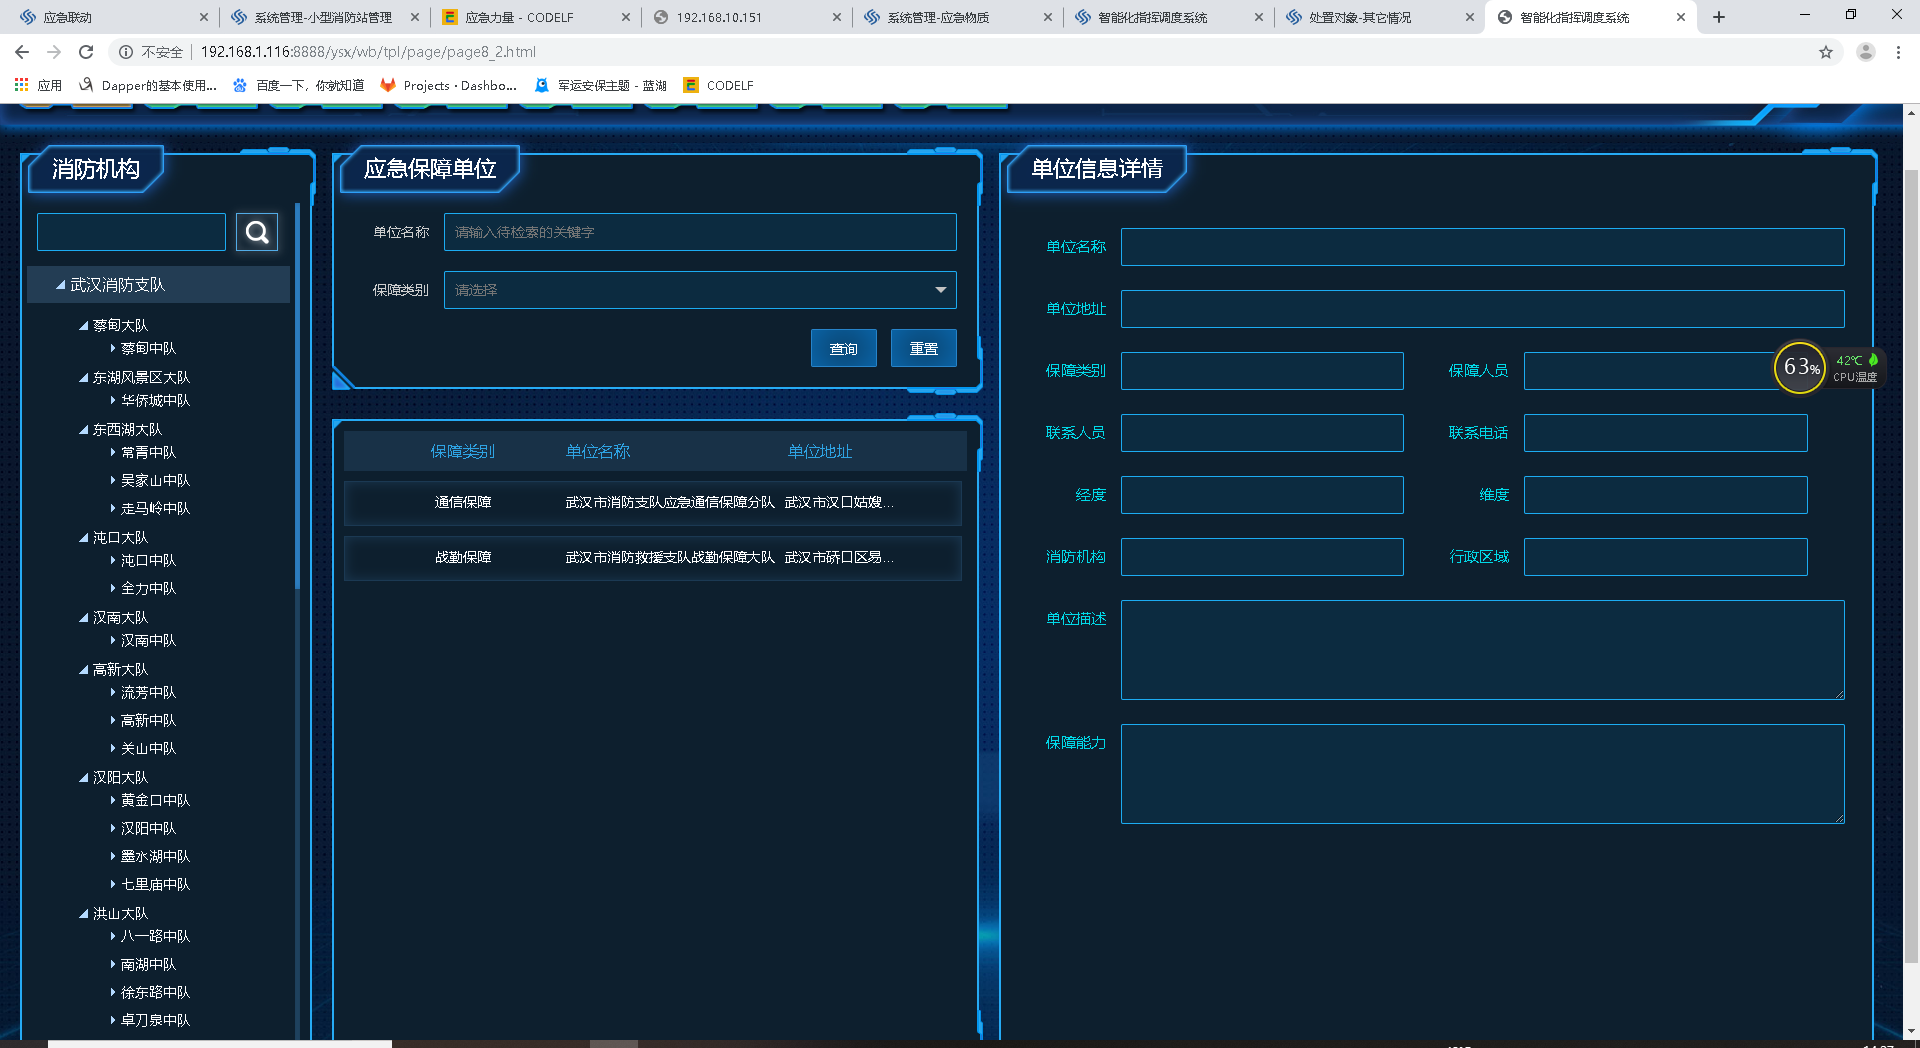 应急联动
系统管理-小型消防站管理
应急力量 - CODELF
192.168.10.151
系统管理-应急物质
智能化指挥调度系统
处置对象-其它情况
智能化指挥调度系统
不安全
192.168.1.116:8888/ysx/wb/tpl/page/page8_2.html
应用
Dapper的基本使用...
百度一下，你就知道
Projects · Dashbo...
军运安保主题 - 蓝湖
CODELF
消防机构
武汉消防支队
蔡甸大队
蔡甸中队
东湖风景区大队
华侨城中队
东西湖大队
常青中队
吴家山中队
走马岭中队
沌口大队
沌口中队
全力中队
汉南大队
汉南中队
高新大队
流芳中队
高新中队
关山中队
汉阳大队
黄金口中队
汉阳中队
墨水湖中队
七里庙中队
洪山大队
八一路中队
南湖中队
徐东路中队
卓刀泉中队
应急保障单位
单位名称
请输入待检索的关键字
保障类别
请选择
查询
重置
保障类别 单位名称 单位地址
通信保障 武汉市消防支队应急通信保障分队 武汉市汉口姑嫂...
战勤保障 武汉市消防救援支队战勤保障大队 武汉市硚口区易...
单位信息详情
单位名称
单位地址
保障类别
保障人员
联系人员
联系电话
经度
维度
消防机构
行政区域
单位描述
保障能力
63%
42℃
CPU温度